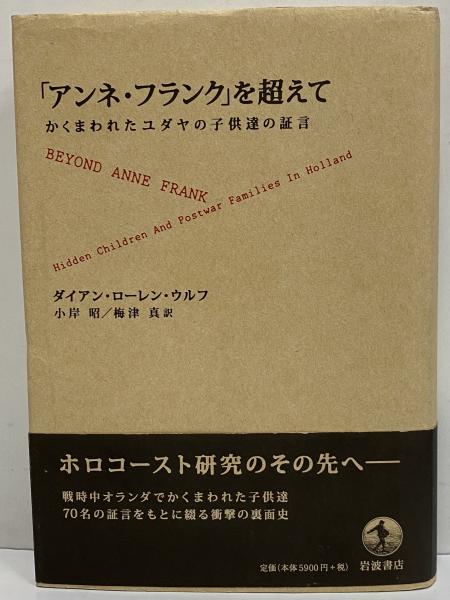 「アンネ・フランク」を超えて
かくまわれたユダヤの子供達の証言
BEYOND ANNE FRANK
Hidden Children And Postwar Families In Holland
ダイアン・ローレン・ウルフ
小岸 昭／梅津 真訳
ホロコースト研究のその先へ──
戦時中オランダでかくまわれた子供達
70名の証言をもとに綴る衝撃の裏面史
定価(本体5900円+税)
岩波書店